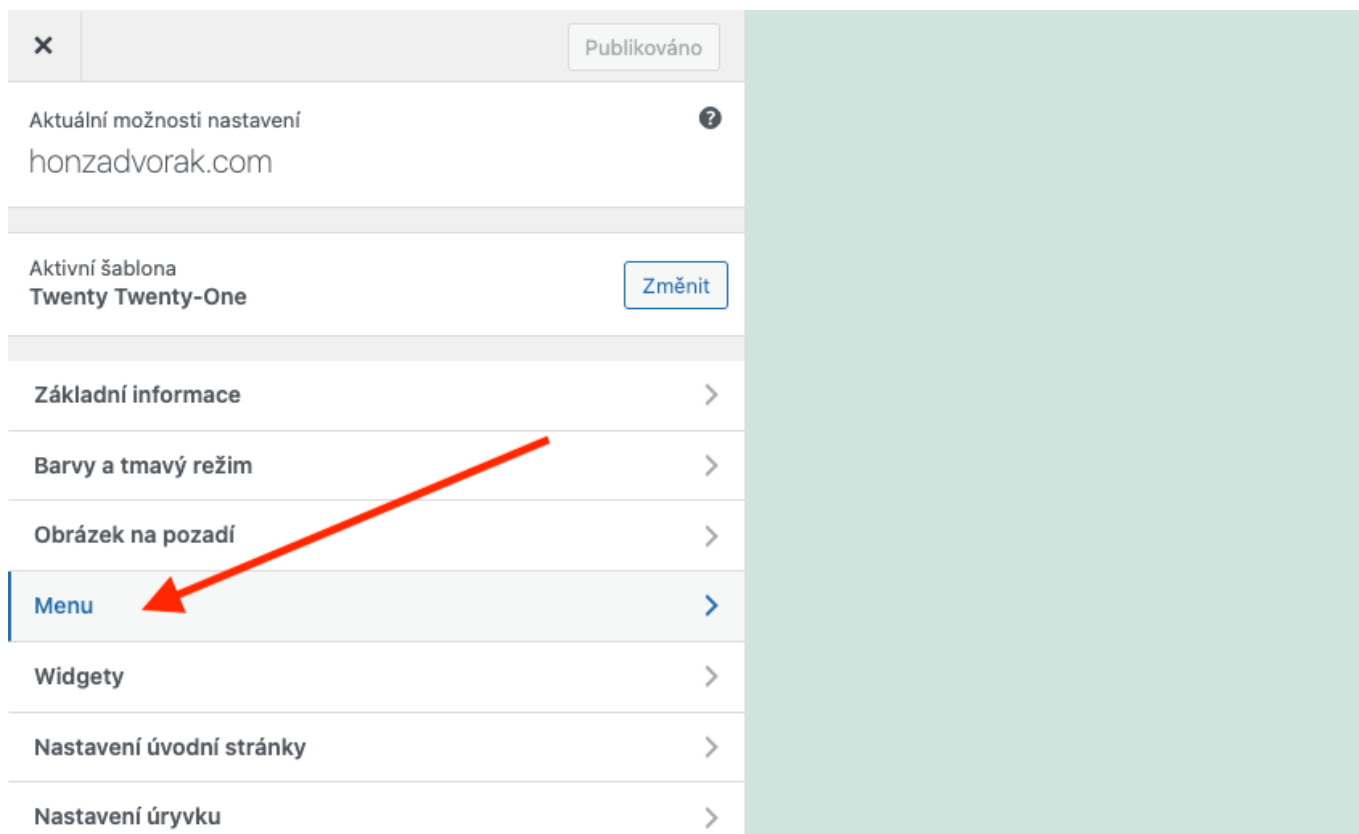 Publikováno
Aktuální možnosti nastavení
honzadvorak.com
Aktivní šablona
Twenty Twenty-One
Změnit
Základní informace
Barvy a tmavý režim
Obrázek na pozadí
Menu
Widgety
Nastavení úvodní stránky
Nastavení úryvku